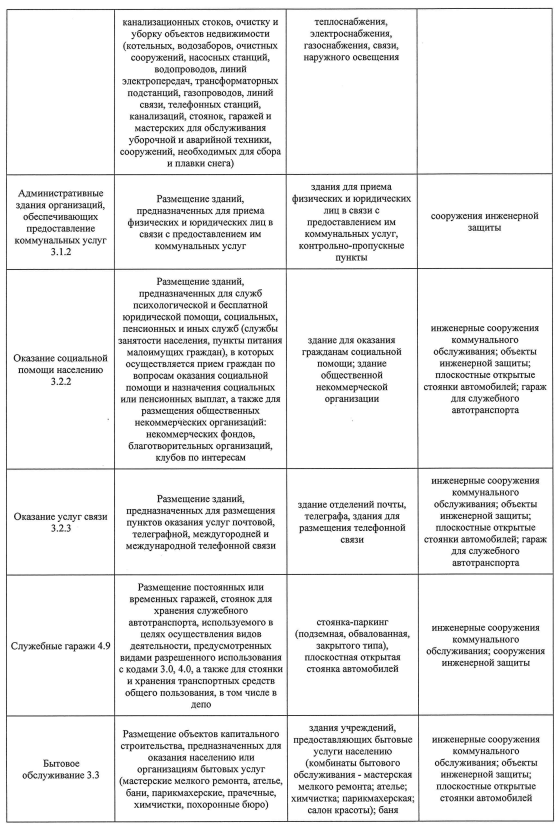 канализационных стоков, очистку и
уборку объектов недвижимости
(котельных, водозаборов, очистных
сооружений, насосных станций,
водопроводов, линий
электропередач, трансформаторных
подстанций, газопроводов, линий
связи, телефонных станций,
канализаций, стоянок, гаражей и
мастерских для обслуживания
уборочной и аварийной техники,
сооружений, необходимых для сбора
и плавки снега)
теплоснабжения,
электроснабжения,
газоснабжения, связи,
наружного освещения
Административные
здания организаций,
обеспечивающих
предоставление
коммунальных услуг
3.1.2
Размещение зданий,
предназначенных для приема
физических и юридических лиц в
связи с предоставлением им
коммунальных услуг
здания для приема
физических и юридических
лиц в связи с
предоставлением им
коммунальных услуг,
контрольно-пропускные
пункты
сооружения инженерной
защиты
Оказание социальной
помощи населению
3.2.2
Размещение зданий,
предназначенных для служб
психологической и бесплатной
юридической помощи, социальных,
пенсионных и иных служб (службы
занятости населения, пункты питания
малоимущих граждан), в которых
осуществляется прием граждан по
вопросам оказания социальной
помощи и назначения социальных
или пенсионных выплат, а также для
размещения общественных
некоммерческих организаций:
некоммерческих фондов,
благотворительных организаций,
клубов по интересам
здание для оказания
гражданам социальной
помощи; здание
общественной
некоммерческой
организации
инженерные сооружения
коммунального
обслуживания; объекты
инженерной защиты;
плоскостные открытые
стоянки автомобилей; гараж
для служебного
автотранспорта
Оказание услуг связи
3.2.3
Размещение зданий,
предназначенных для размещения
пунктов оказания услуг почтовой,
телеграфной, междугородней и
международной телефонной связи
здание отделений почты,
телеграфа, здания для
размещения телефонной
связи
инженерные сооружения
коммунального
обслуживания; объекты
инженерной защиты;
плоскостные открытые
стоянки автомобилей; гараж
для служебного
автотранспорта
Служебные гаражи 4.9
Размещение постоянных или
временных гаражей, стоянок для
хранения служебного
автотранспорта, используемого в
целях осуществления видов
деятельности, предусмотренных
видами разрешенного использования
с кодами 3.0, 4.0, а также для стоянки
и хранения транспортных средств
общего пользования, в том числе в
депо
стоянка-паркинг
(подземная, обвалованная,
закрытого типа),
плоскостная открытая
стоянка автомобилей
инженерные сооружения
коммунального
обслуживания; сооружения
инженерной защиты
Бытовое
обслуживание 3.3
Размещение объектов капитального
строительства, предназначенных для
оказания населению или
организациям бытовых услуг
(мастерские мелкого ремонта, ателье,
бани, парикмахерские, прачечные,
химчистки, похоронные бюро)
здания учреждений,
предоставляющих бытовые
услуги населению
(комбинаты бытового
обслуживания - мастерская
мелкого ремонта; ателье;
химчистка; парикмахерская;
салон красоты); баня
инженерные сооружения
коммунального
обслуживания; объекты
инженерной защиты;
плоскостные открытые
стоянки автомобилей